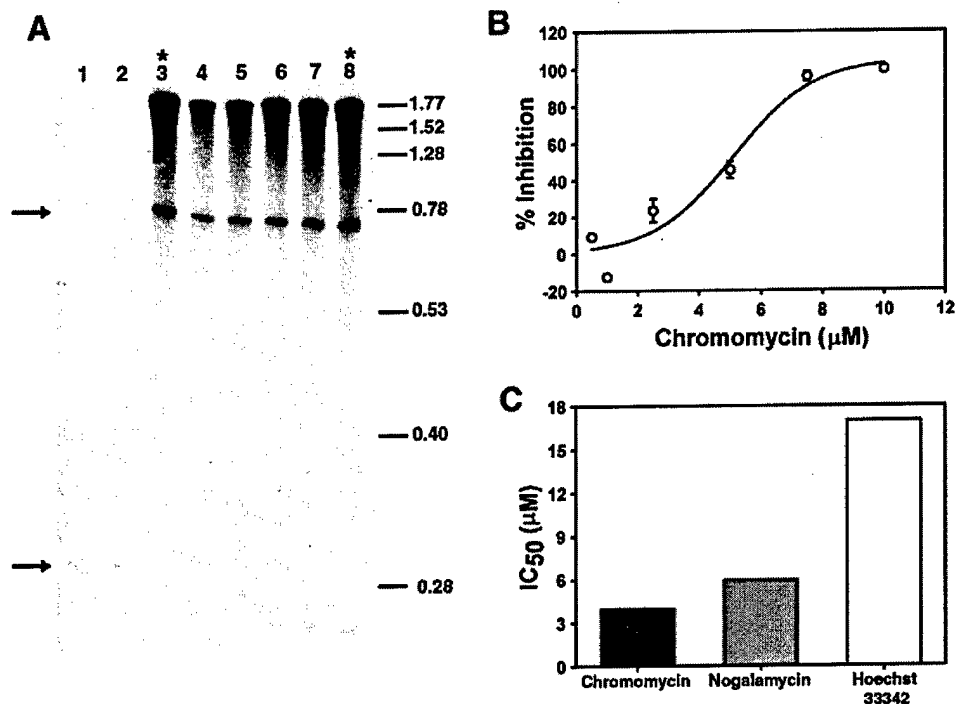 A
* *
1 2 3 4 5 6 7 8
1.77
1.52
1.28
0.78
0.53
0.40
0.28
B
120
100
80
60
40
20
0
-20
% Inhibition
0 2 4 6 8 10 12
Chromomycin (μM)
C
18
15
12
9
6
3
0
IC50 (μM)
Chromomycin Nogalamycin Hoechst
33342